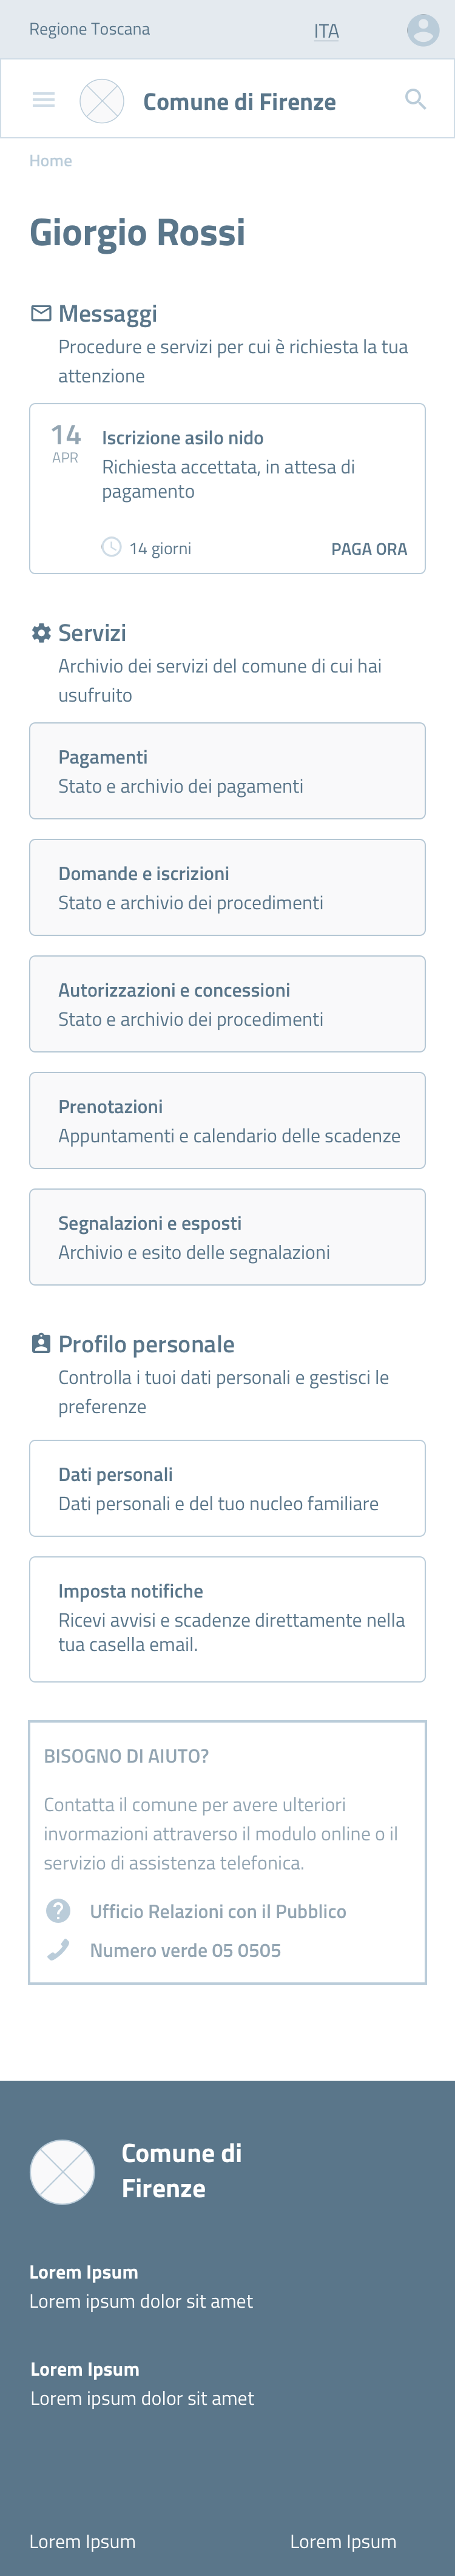 Regione Toscana ITA
Comune di Firenze
Home
Giorgio Rossi
Messaggi
Procedure e servizi per cui è richiesta la tua
attenzione
14
APR
Iscrizione asilo nido
Richiesta accettata, in attesa di
pagamento
14 giorni PAGA ORA
Servizi
Archivio dei servizi del comune di cui hai
usufruito
Pagamenti
Stato e archivio dei pagamenti
Domande e iscrizioni
Stato e archivio dei procedimenti
Autorizzazioni e concessioni
Stato e archivio dei procedimenti
Prenotazioni
Appuntamenti e calendario delle scadenze
Segnalazioni e esposti
Archivio e esito delle segnalazioni
Profilo personale
Controlla i tuoi dati personali e gestisci le
preferenze
Dati personali
Dati personali e del tuo nucleo familiare
Imposta notifiche
Ricevi avvisi e scadenze direttamente nella
tua casella email.
BISOGNO DI AIUTO?
Contatta il comune per avere ulteriori
invormazioni attraverso il modulo online o il
servizio di assistenza telefonica.
Ufficio Relazioni con il Pubblico
Numero verde 05 0505
Comune di
Firenze
Lorem Ipsum
Lorem ipsum dolor sit amet
Lorem Ipsum
Lorem ipsum dolor sit amet
Lorem Ipsum Lorem Ipsum